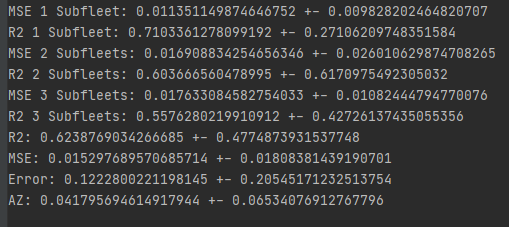 MSE 1 Subfleet: 0.011351149874646752 +- 0.009828202464820707
R2 1 Subfleet: 0.7103361278099192 +- 0.27106209748351584
MSE 2 Subfleets: 0.016908834254656346 +- 0.026010629874708265
R2 2 Subfleets: 0.603666560478995 +- 0.6170975492305032
MSE 3 Subfleets: 0.017633084582754033 +- 0.01082444794770076
R2 3 Subfleets: 0.5576280219910912 +- 0.42726137435055356
R2: 0.6238769034266685 +- 0.4774873931537748
MSE: 0.015297689570685714 +- 0.01808381439190701
Error: 0.1222800221198145 +- 0.20545171232513754
AZ: 0.041795694614917944 +- 0.06534076912767796